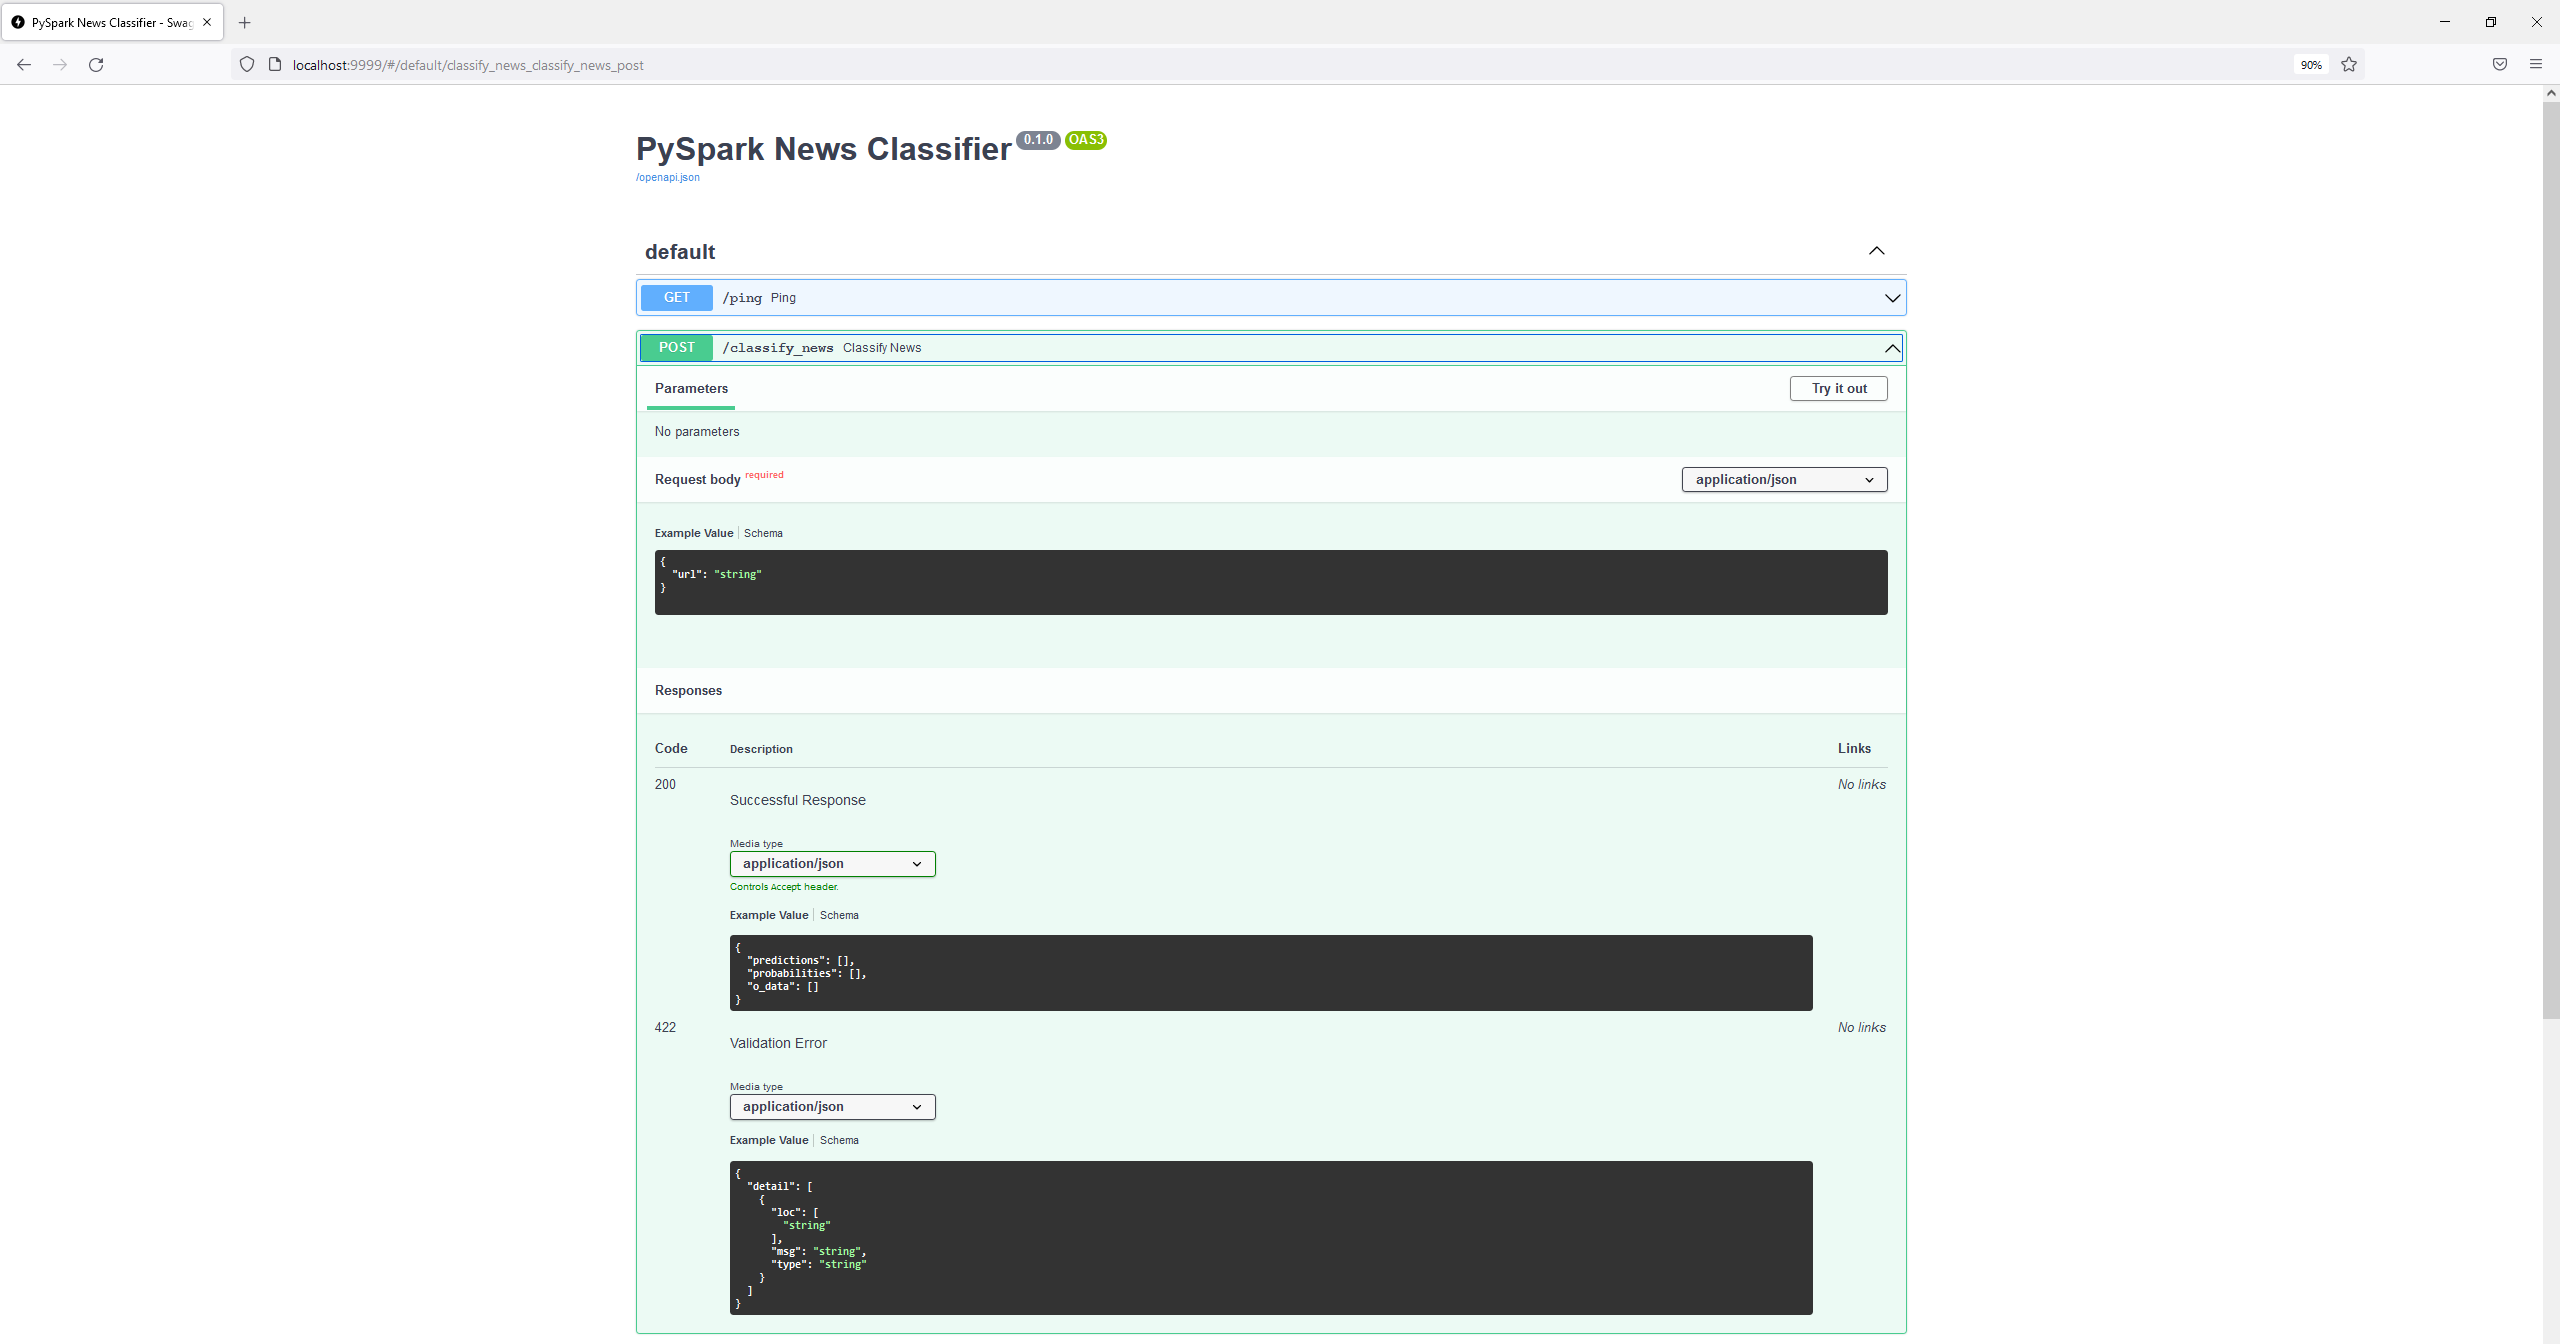 PySpark News Classifier - Swag
localhost:9999/#/default/classify_news_classify_news_post
90%
PySpark News Classifier 0.1.0 OAS3
/openapi.json
default
GET /ping Ping
POST /classify_news Classify News
Parameters
Try it out
No parameters
Request body required
application/json
Example Value Schema
{
"url": "string"
}
Responses
Code Description Links
200 No links
Successful Response
Media type
application/json
Controls Accept header.
Example Value Schema
{
"predictions": [],
"probabilities": [],
"o_data": []
}
422 No links
Validation Error
Media type
application/json
Example Value Schema
{
"detail": [
{
"loc": [
"string"
],
"msg": "string",
"type": "string"
}
]
}